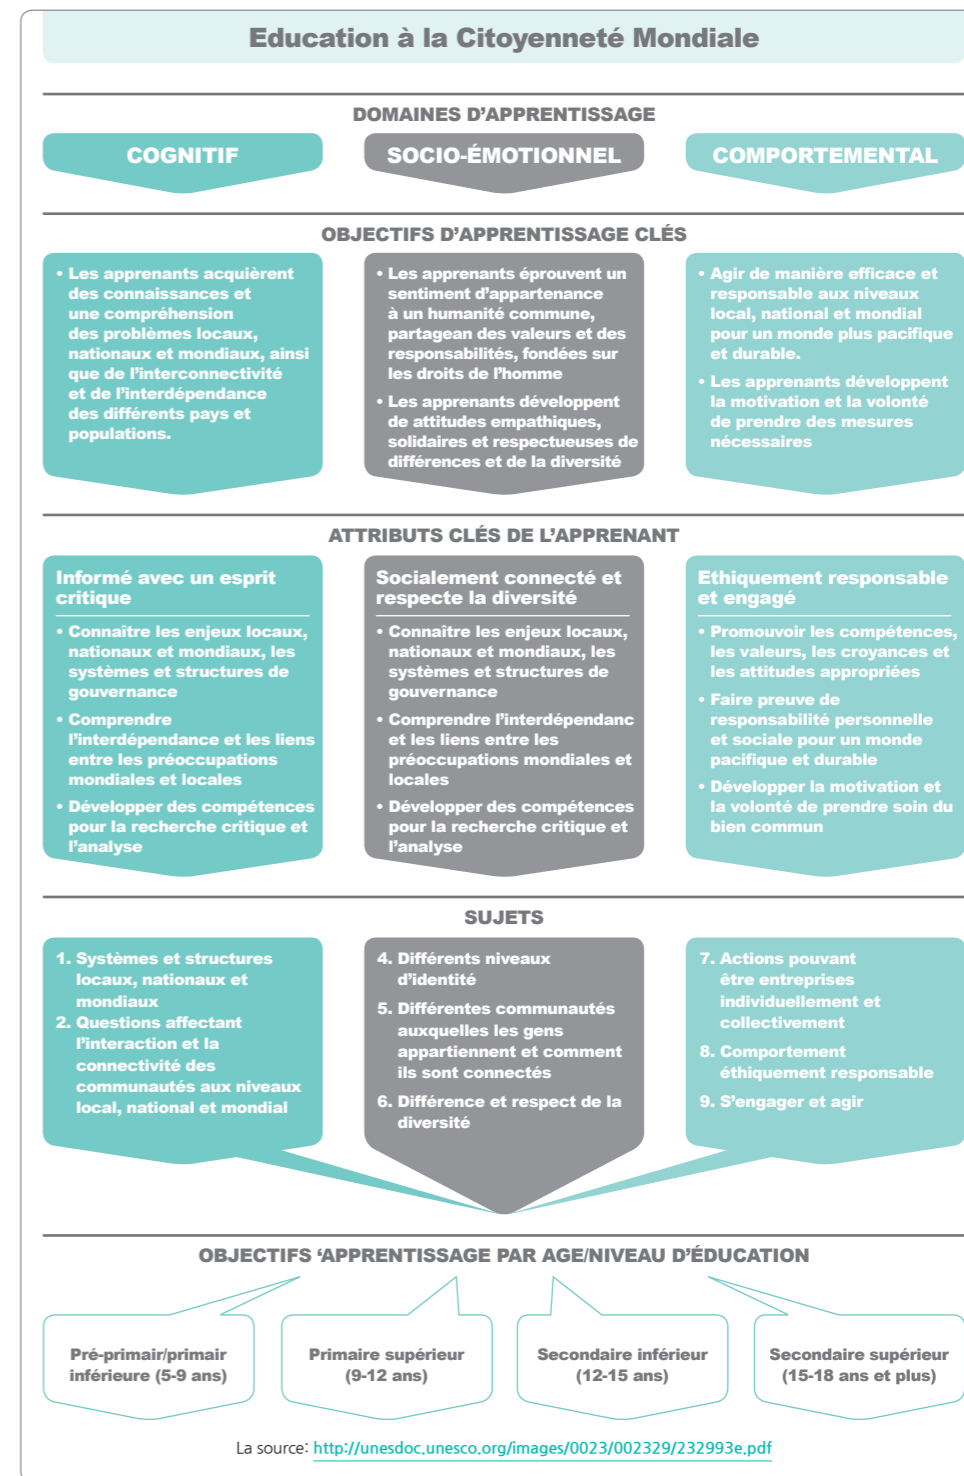 Education à la Citoyenneté Mondiale
DOMAINES D'APPRENTISSAGE
COGNITIF
SOCIO-ÉMOTIONNEL
COMPORTEMENTAL
OBJECTIFS D'APPRENTISSAGE CLÉS
• Les apprenants acquièrent
des connaissances et
une compréhension
des problèmes locaux,
nationaux et mondiaux, ainsi
que de l'interconnectivité
et de l'interdépendance
des différents pays et
populations.
• Les apprenants éprouvent un
sentiment d'appartenance
à un humanité commune,
partagean des valeurs et des
responsabilités, fondées sur
les droits de l'homme
• Les apprenants développent
de attitudes empathiques,
solidaires et respectueuses de
différences et de la diversité
• Agir de manière efficace et
responsable aux niveaux
local, national et mondial
pour un monde plus pacifique
et durable.
• Les apprenants développent
la motivation et la volonté
de prendre des mesures
nécessaires
ATTRIBUTS CLÉS DE L'APPRENANT
Informé avec un esprit
critique
• Connaître les enjeux locaux,
nationaux et mondiaux, les
systèmes et structures de
gouvernance
• Comprendre
l'interdépendance et les liens
entre les préoccupations
mondiales et locales
• Développer des compétences
pour la recherche critique et
l'analyse
Socialement connecté et
respecte la diversité
• Connaître les enjeux locaux,
nationaux et mondiaux, les
systèmes et structures de
gouvernance
• Comprendre l'interdépendanc
et les liens entre les
préoccupations mondiales et
locales
• Développer des compétences
pour la recherche critique et
l'analyse
Ethiquement responsable
et engagé
• Promouvoir les compétences,
les valeurs, les croyances et
les attitudes appropriées
• Faire preuve de
responsabilité personnelle
et sociale pour un monde
pacifique et durable
• Développer la motivation et
la volonté de prendre soin du
bien commun
SUJETS
1. Systèmes et structures
locaux, nationaux et
mondiaux
2. Questions affectant
l'interaction et la
connectivité des
communautés aux niveaux
local, national et mondial
4. Différents niveaux
d'identité
5. Différentes communautés
auxquelles les gens
appartiennent et comment
ils sont connectés
6. Différence et respect de la
diversité
7. Actions pouvant
être entreprises
individuellement et
collectivement
8. Comportement
éthiquement responsable
9. S'engager et agir
OBJECTIFS 'APPRENTISSAGE PAR AGE/NIVEAU D'ÉDUCATION
Pré-primair/primair
inférieure (5-9 ans)
Primaire supérieur
(9-12 ans)
Secondaire inférieur
(12-15 ans)
Secondaire supérieur
(15-18 ans et plus)
La source: http://unesdoc.unesco.org/images/0023/002329/232993e.pdf